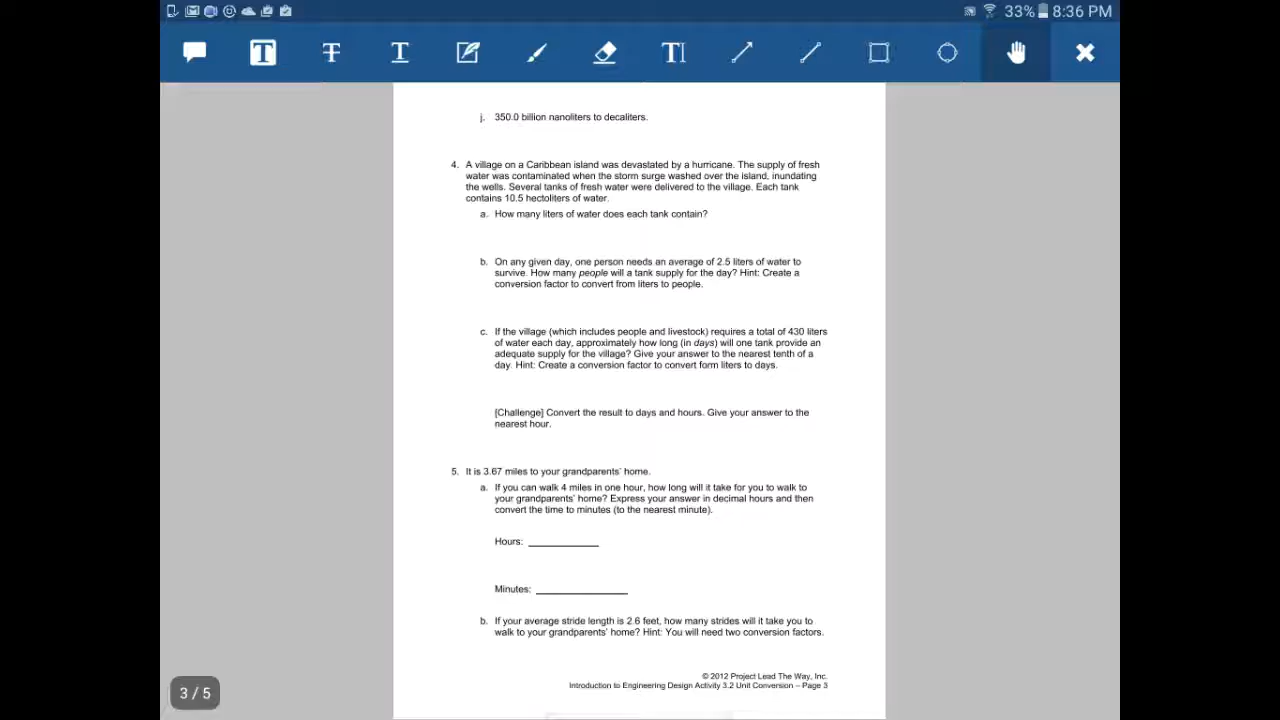 33% 8:36 PM
T T T TI
j. 350.0 billion nanoliters to decaliters.
4. A village on a Caribbean island was devastated by a hurricane. The supply of fresh
water was contaminated when the storm surge washed over the island, inundating
the wells. Several tanks of fresh water were delivered to the village. Each tank
contains 10.5 hectoliters of water.
a. How many liters of water does each tank contain?
b. On any given day, one person needs an average of 2.5 liters of water to
survive. How many people will a tank supply for the day? Hint: Create a
conversion factor to convert from liters to people.
c. If the village (which includes people and livestock) requires a total of 430 liters
of water each day, approximately how long (in days) will one tank provide an
adequate supply for the village? Give your answer to the nearest tenth of a
day. Hint: Create a conversion factor to convert form liters to days.
[Challenge] Convert the result to days and hours. Give your answer to the
nearest hour.
5. It is 3.67 miles to your grandparents' home.
a. If you can walk 4 miles in one hour, how long will it take for you to walk to
your grandparents' home? Express your answer in decimal hours and then
convert the time to minutes (to the nearest minute).
Hours: ____________
Minutes: ________________
b. If your average stride length is 2.6 feet, how many strides will it take you to
walk to your grandparents' home? Hint: You will need two conversion factors.
© 2012 Project Lead The Way, Inc.
Introduction to Engineering Design Activity 3.2 Unit Conversion – Page 3
3 / 5